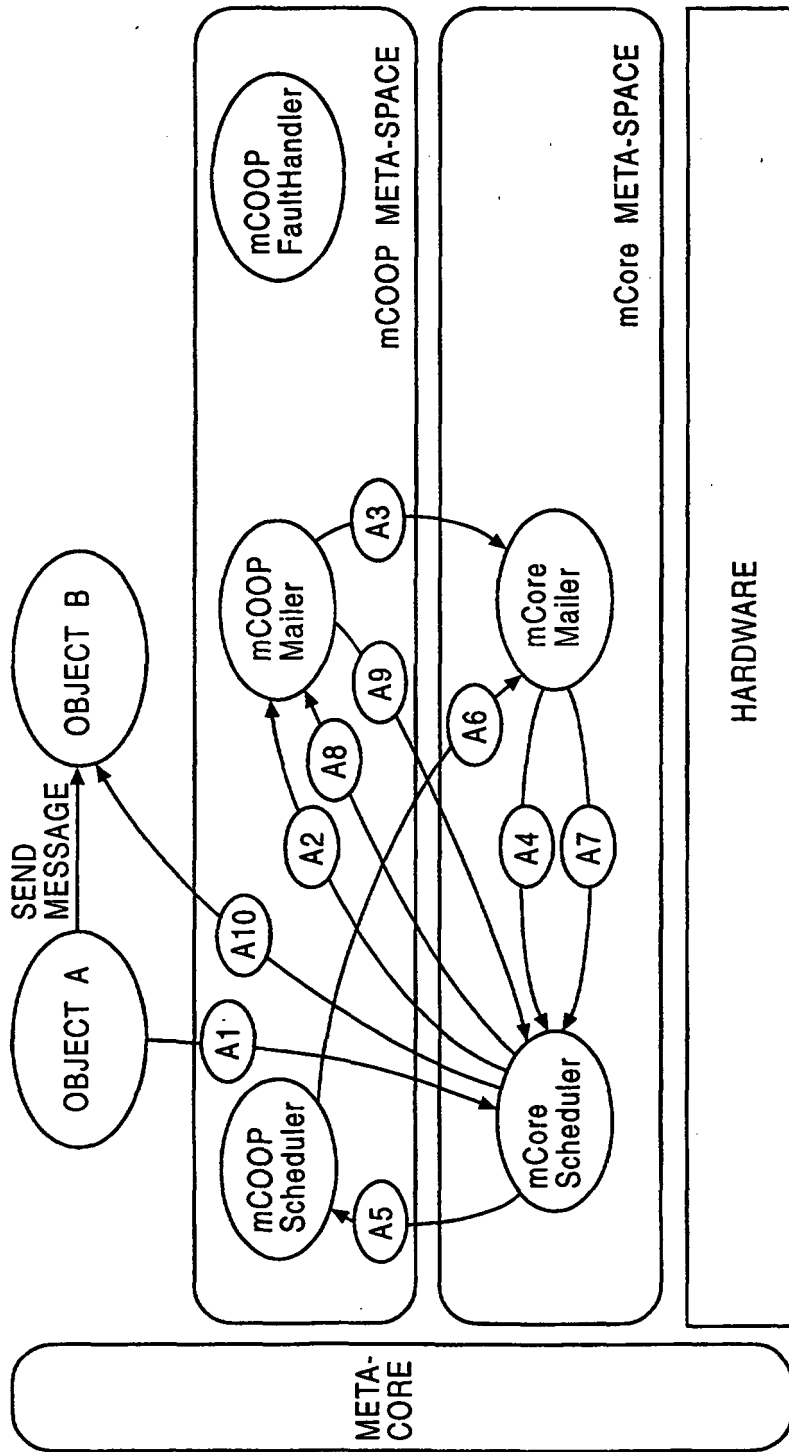 SEND
MESSAGE
OBJECT A
OBJECT B
META-
CORE
A10
A1
mCOOP
Scheduler
mCOOP
Mailer
mCOOP
FaultHandler
A2
A8
A9
A3
A5
A6
mCOOP META-SPACE
mCore
Scheduler
A4
A7
mCore
Mailer
mCore META-SPACE
HARDWARE